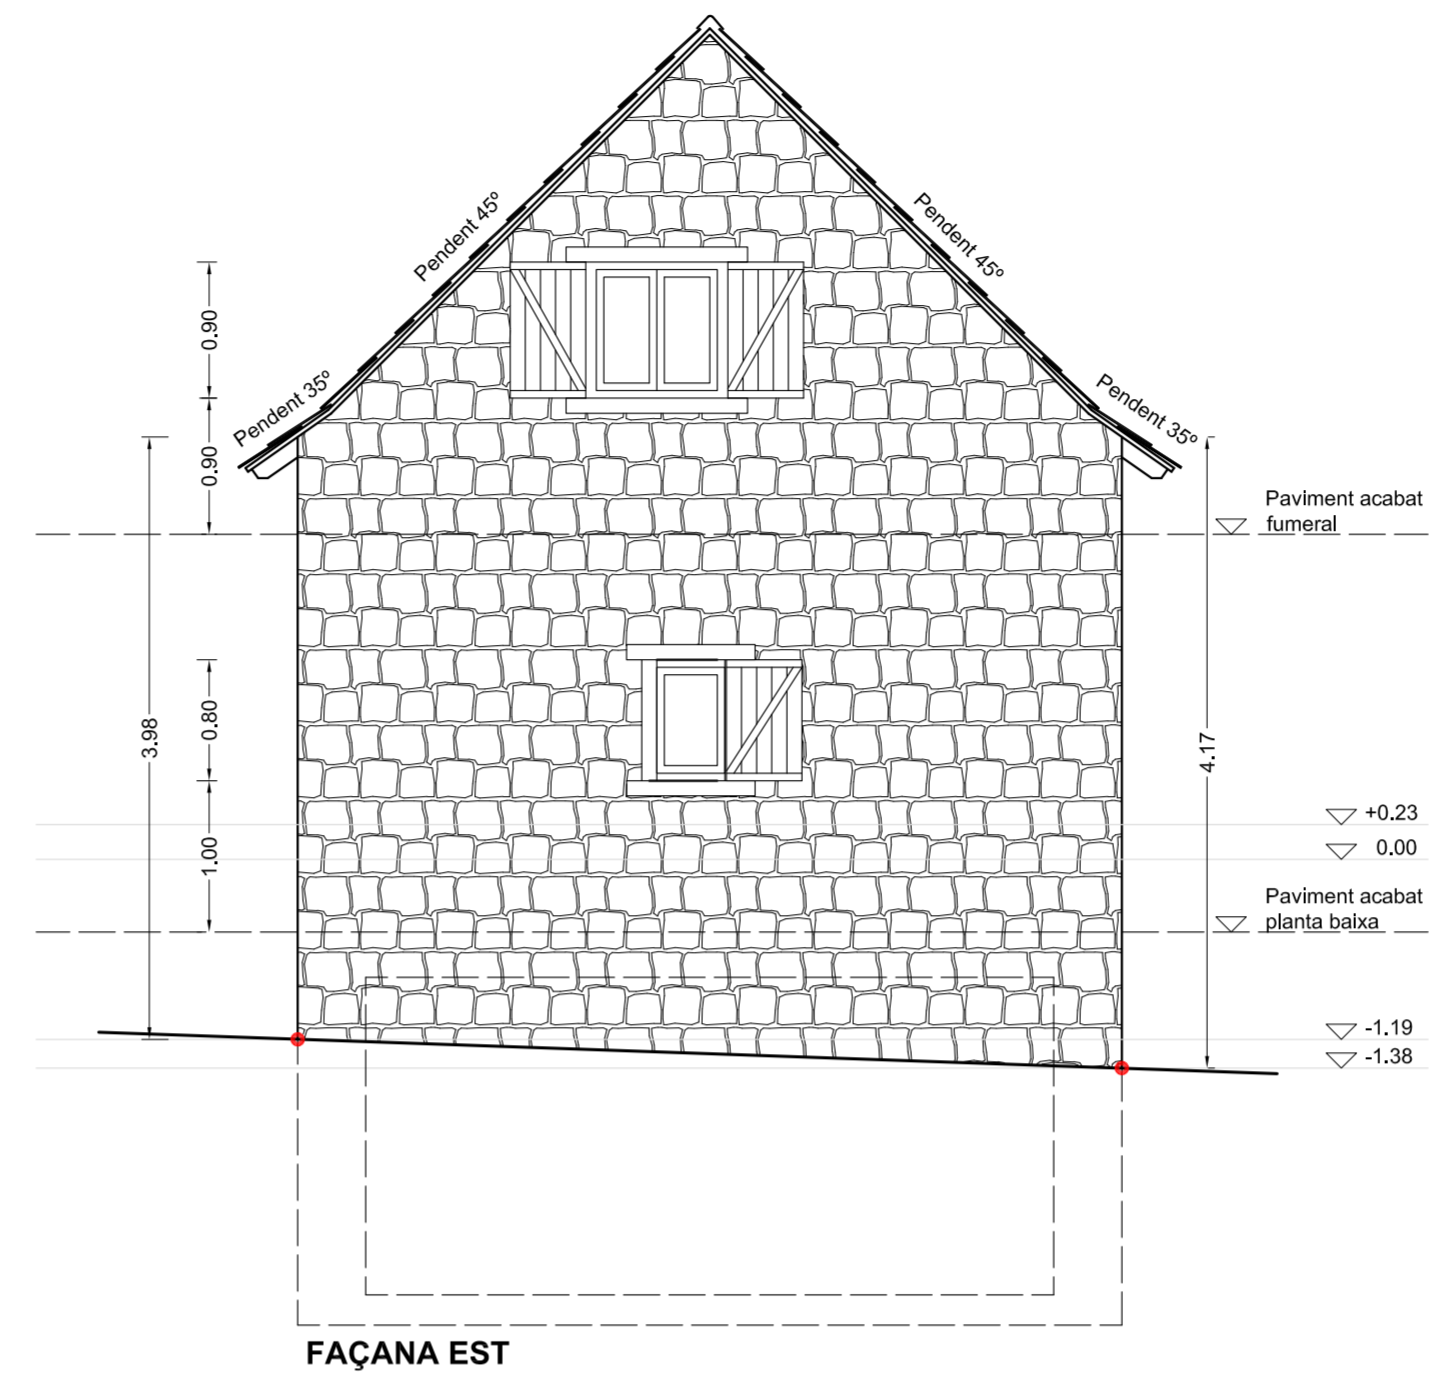 Pendent 45º
Pendent 45º
0.90
Pendent 35º
Pendent 35º
0.90
Paviment acabat
fumeral
0.80
3.98
4.17
+0.23
0.00
1.00
Paviment acabat
planta baixa
-1.19
-1.38
FAÇANA EST